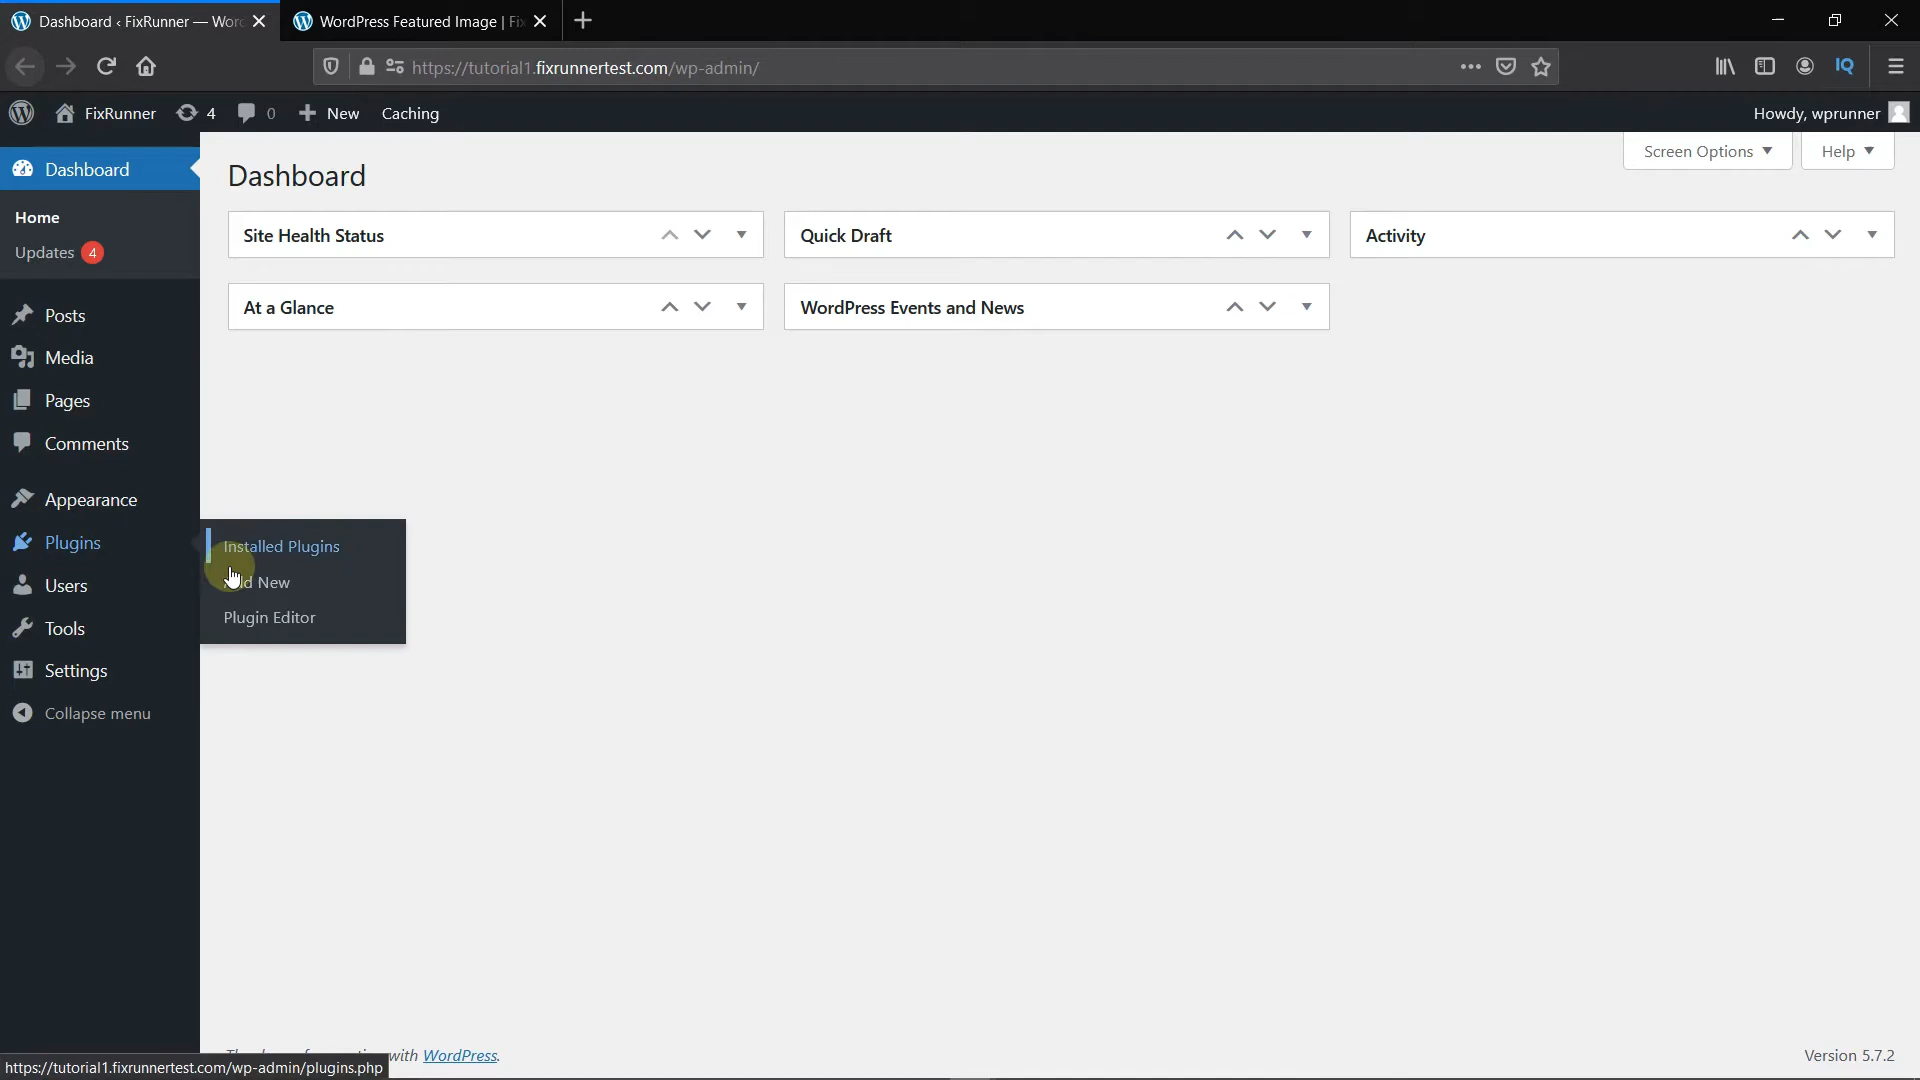 Dashboard ‹ FixRunner — Wor
WordPress Featured Image | Fi
https://tutorial1.fixrunnertest.com/wp-admin/
IQ
FixRunner
4
0
New
Caching
Howdy, wprunner
Dashboard
Home
Updates 4
Posts
Media
Pages
Comments
Appearance
Plugins
Users
Tools
Settings
Collapse menu
Installed Plugins
New
Plugin Editor
Dashboard
Screen Options
Help
Site Health Status
Quick Draft
Activity
At a Glance
WordPress Events and News
with WordPress.
Version 5.7.2
https://tutorial1.fixrunnertest.com/wp-admin/plugins.php